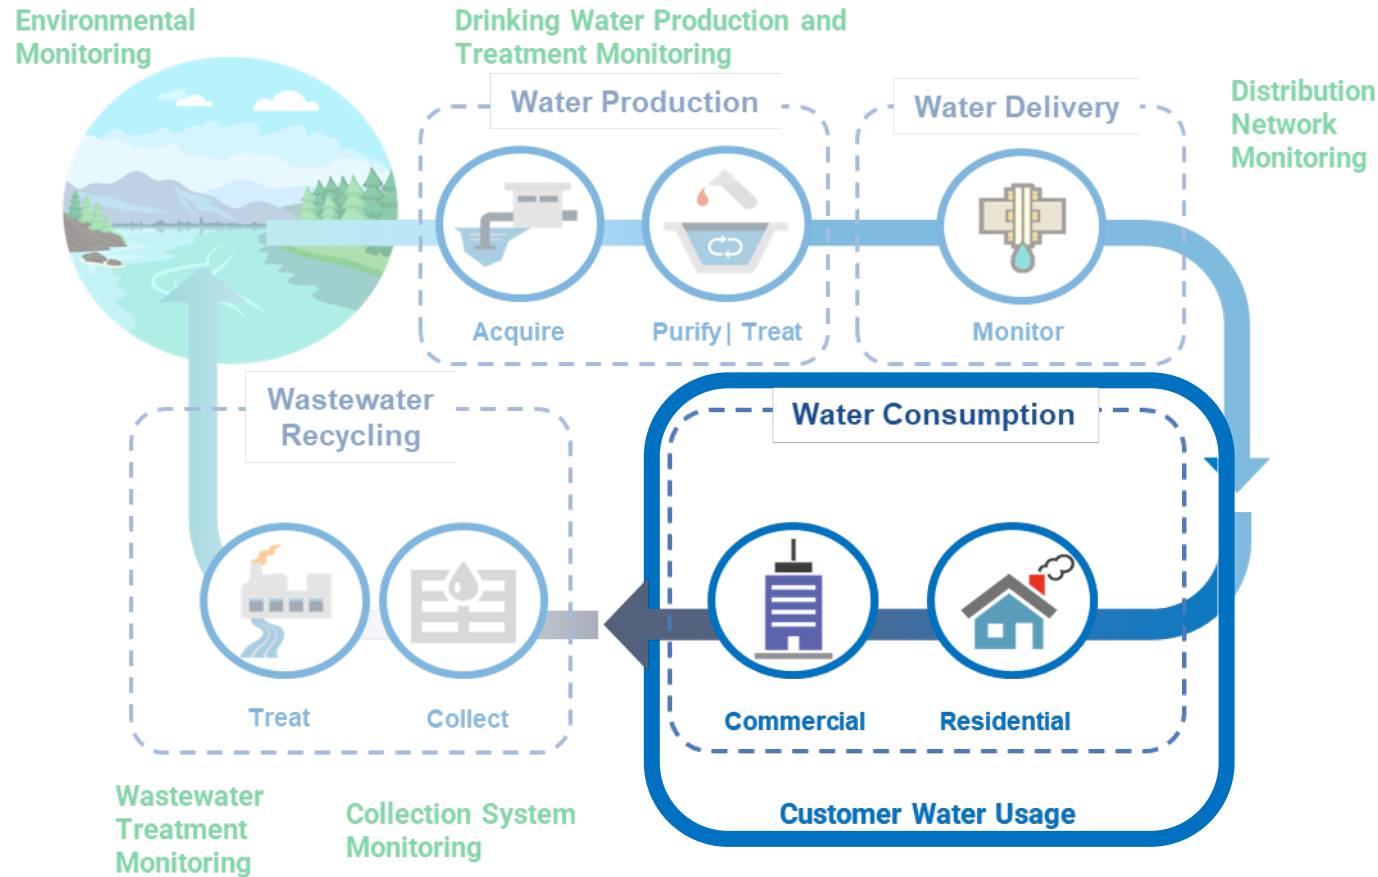 Environmental
Monitoring
Drinking Water Production and
Treatment Monitoring
Water Production
Water Delivery
Distribution
Network
Monitoring
Acquire
Purify| Treat
Monitor
Wastewater
Recycling
Water Consumption
Treat
Collect
Commercial
Residential
Wastewater
Treatment
Monitoring
Collection System
Monitoring
Customer Water Usage